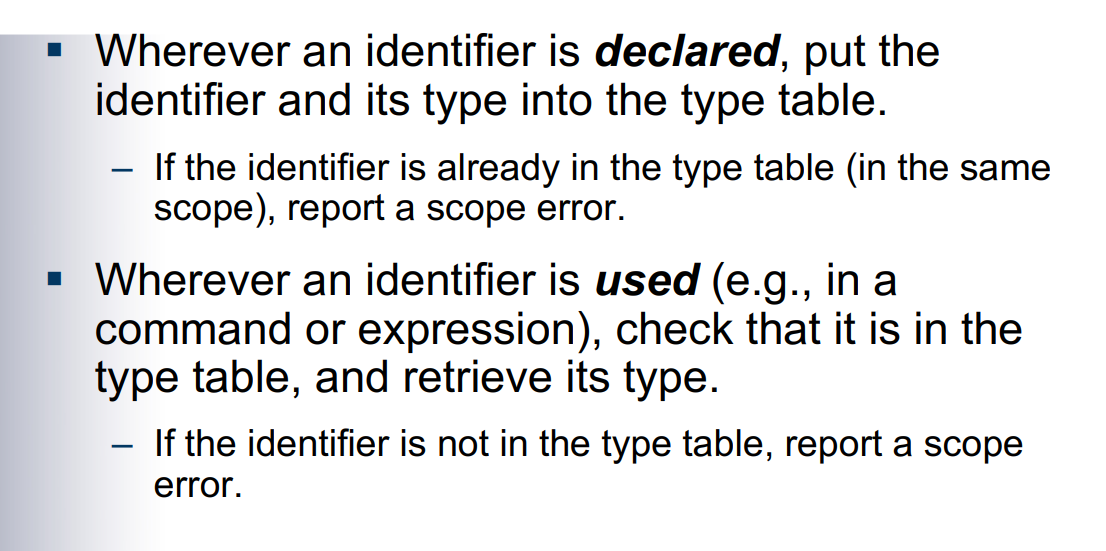 ▪ Wherever an identifier is declared, put the
identifier and its type into the type table.
– If the identifier is already in the type table (in the same
scope), report a scope error.
▪ Wherever an identifier is used (e.g., in a
command or expression), check that it is in the
type table, and retrieve its type.
– If the identifier is not in the type table, report a scope
error.